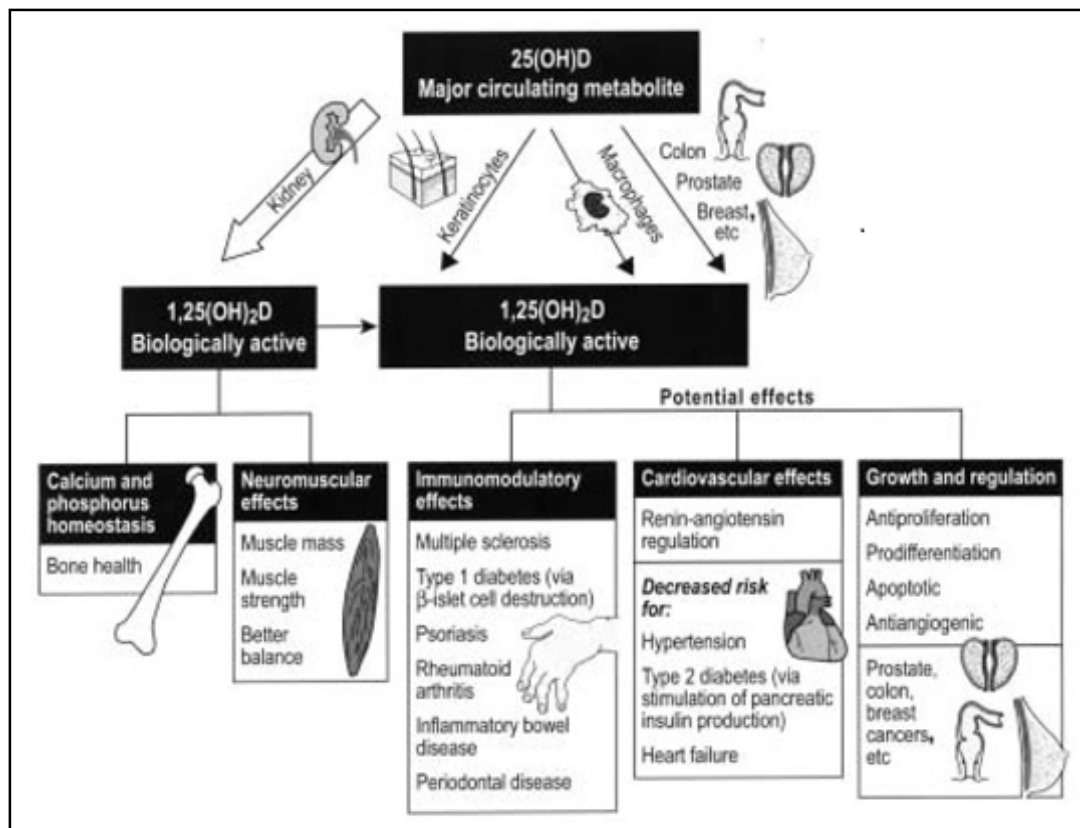 25(OH)D
Major circulating metabolite
Kidney
Keratinocytes
Macrophages
Colon
Prostate
Breast,
etc
1,25(OH)₂D
Biologically active
1,25(OH)₂D
Biologically active
Potential effects
Calcium and
phosphorus
homeostasis
Bone health
Neuromuscular
effects
Muscle mass
Muscle
strength
Better
balance
Immunomodulatory
effects
Multiple sclerosis
Type 1 diabetes (via
β-islet cell destruction)
Psoriasis
Rheumatoid
arthritis
Inflammatory bowel
disease
Periodontal disease
Cardiovascular effects
Renin-angiotensin
regulation
Decreased risk
for:
Hypertension
Type 2 diabetes (via
stimulation of pancreatic
insulin production)
Heart failure
Growth and regulation
Antiproliferation
Prodifferentiation
Apoptotic
Antiangiogenic
Prostate,
colon,
breast
cancers,
etc